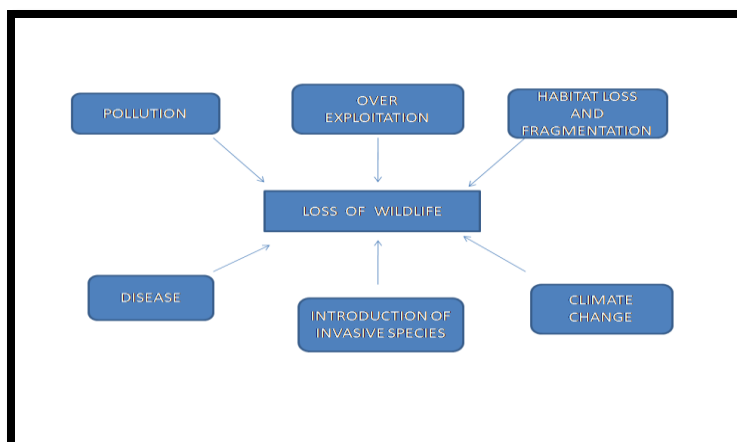 POLLUTION
OVER
EXPLOITATION
HABITAT LOSS
AND
FRAGMENTATION
LOSS OF WILDLIFE
DISEASE
INTRODUCTION OF
INVASIVE SPECIES
CLIMATE
CHANGE